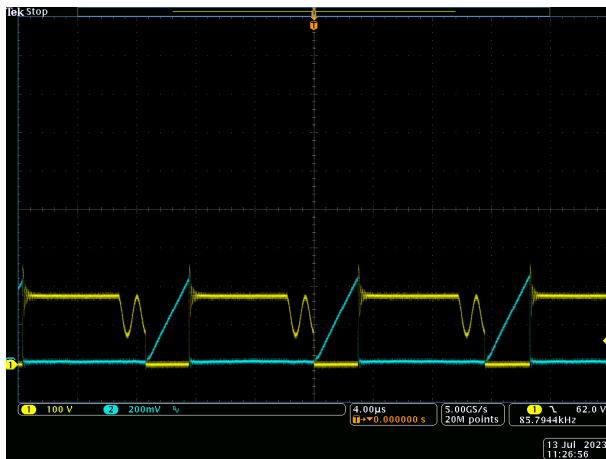 Tek Stop
T
1
1 100 V 2 200mV 4.00µs 5.00GS/s 1 62.0 V
T→▼0.000000 s 20M points 85.7944kHz
13 Jul 2023
11:26:56